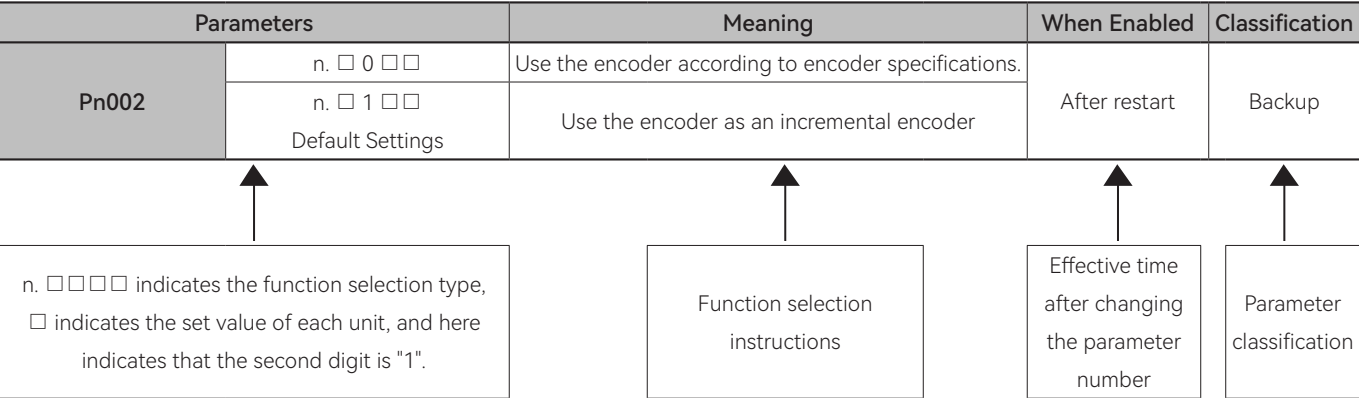 Parameters Meaning When Enabled Classification
Pn002
n. □ 0 □□
Use the encoder according to encoder specifications.
n. □ 1 □□
Default Settings
Use the encoder as an incremental encoder
After restart
Backup
n. □□□□ indicates the function selection type,
□ indicates the set value of each unit, and here
indicates that the second digit is "1".
Function selection
instructions
Effective time
after changing
the parameter
number
Parameter
classification